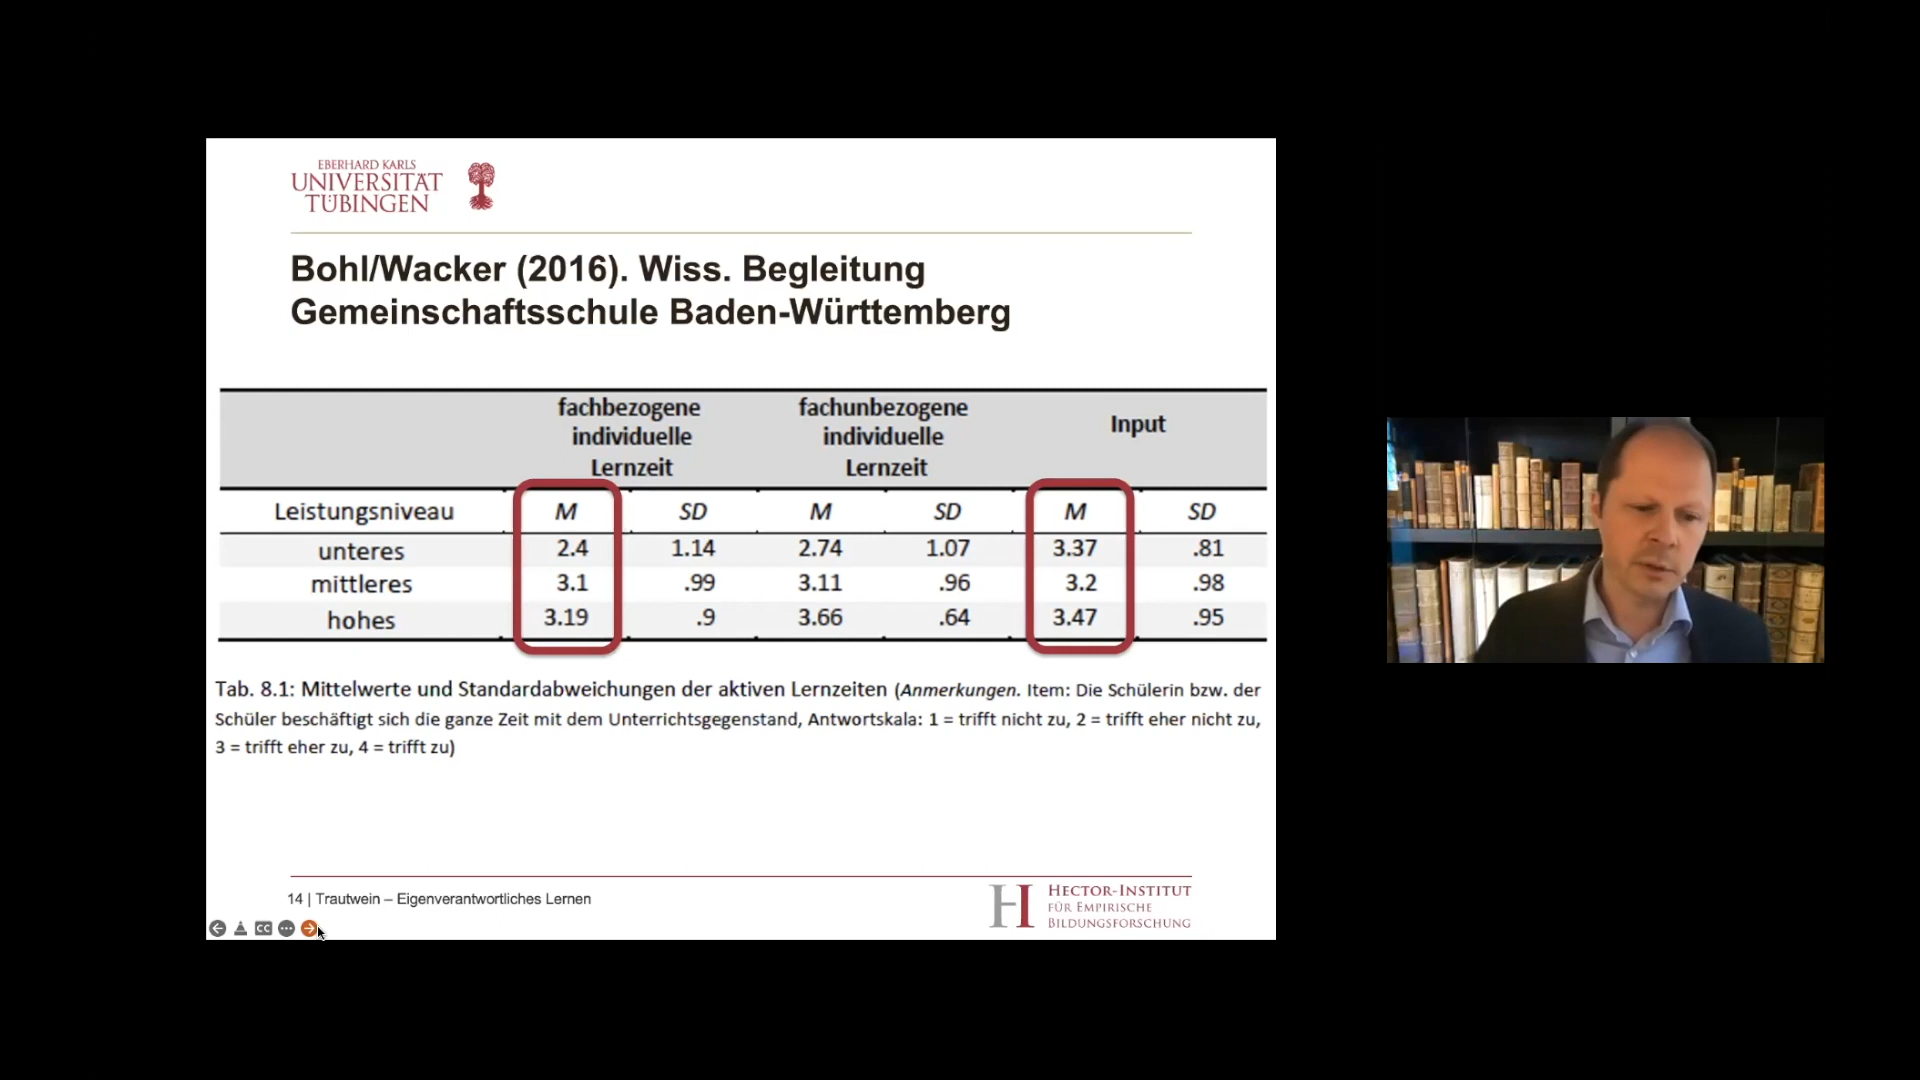 EBERHARD KARLS
UNIVERSITÄT
TÜBINGEN
Bohl/Wacker (2016). Wiss. Begleitung
Gemeinschaftsschule Baden-Württemberg
fachbezogene individuelle Lernzeit fachunbezogene individuelle Lernzeit Input
Leistungsniveau M SD M SD M SD
unteres 2.4 1.14 2.74 1.07 3.37 .81
mittleres 3.1 .99 3.11 .96 3.2 .98
hohes 3.19 .9 3.66 .64 3.47 .95
Tab. 8.1: Mittelwerte und Standardabweichungen der aktiven Lernzeiten (Anmerkungen. Item: Die Schülerin bzw. der
Schüler beschäftigt sich die ganze Zeit mit dem Unterrichtsgegenstand, Antwortskala: 1 = trifft nicht zu, 2 = trifft eher nicht zu,
3 = trifft eher zu, 4 = trifft zu)
14 | Trautwein – Eigenverantwortliches Lernen
HECTOR-INSTITUT
FÜR EMPIRISCHE
BILDUNGSFORSCHUNG
CC